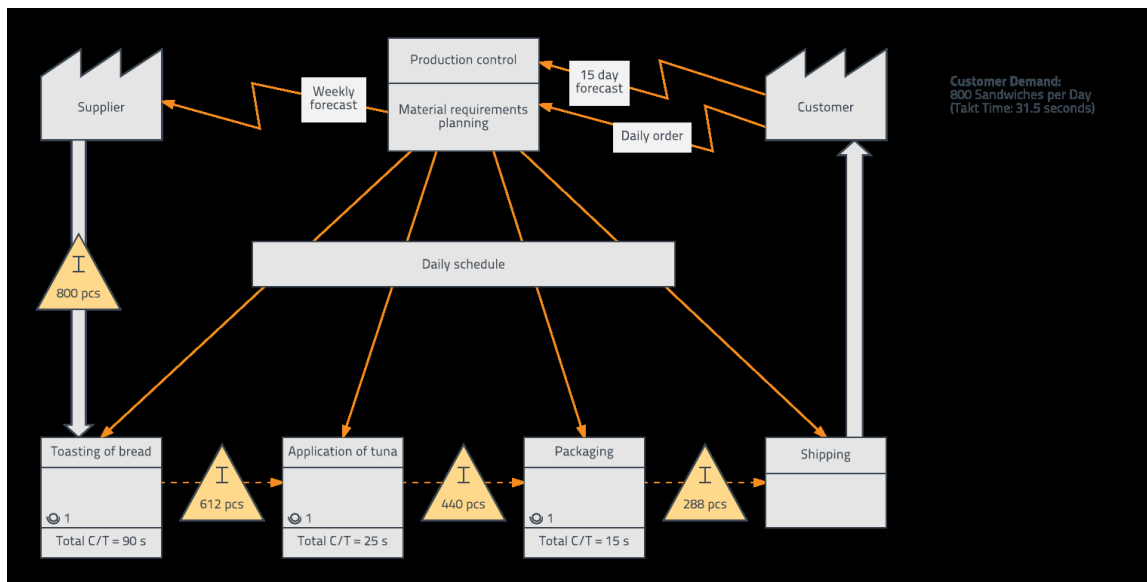 Supplier
Weekly
forecast
Production control
Material requirements
planning
15 day
forecast
Daily order
Customer
Customer Demand:
800 Sandwiches per Day
(Takt Time: 31.5 seconds)
Daily schedule
I
800 pcs
Toasting of bread
1
Total C/T = 90 s
I
612 pcs
Application of tuna
1
Total C/T = 25 s
I
440 pcs
Packaging
1
Total C/T = 15 s
I
288 pcs
Shipping